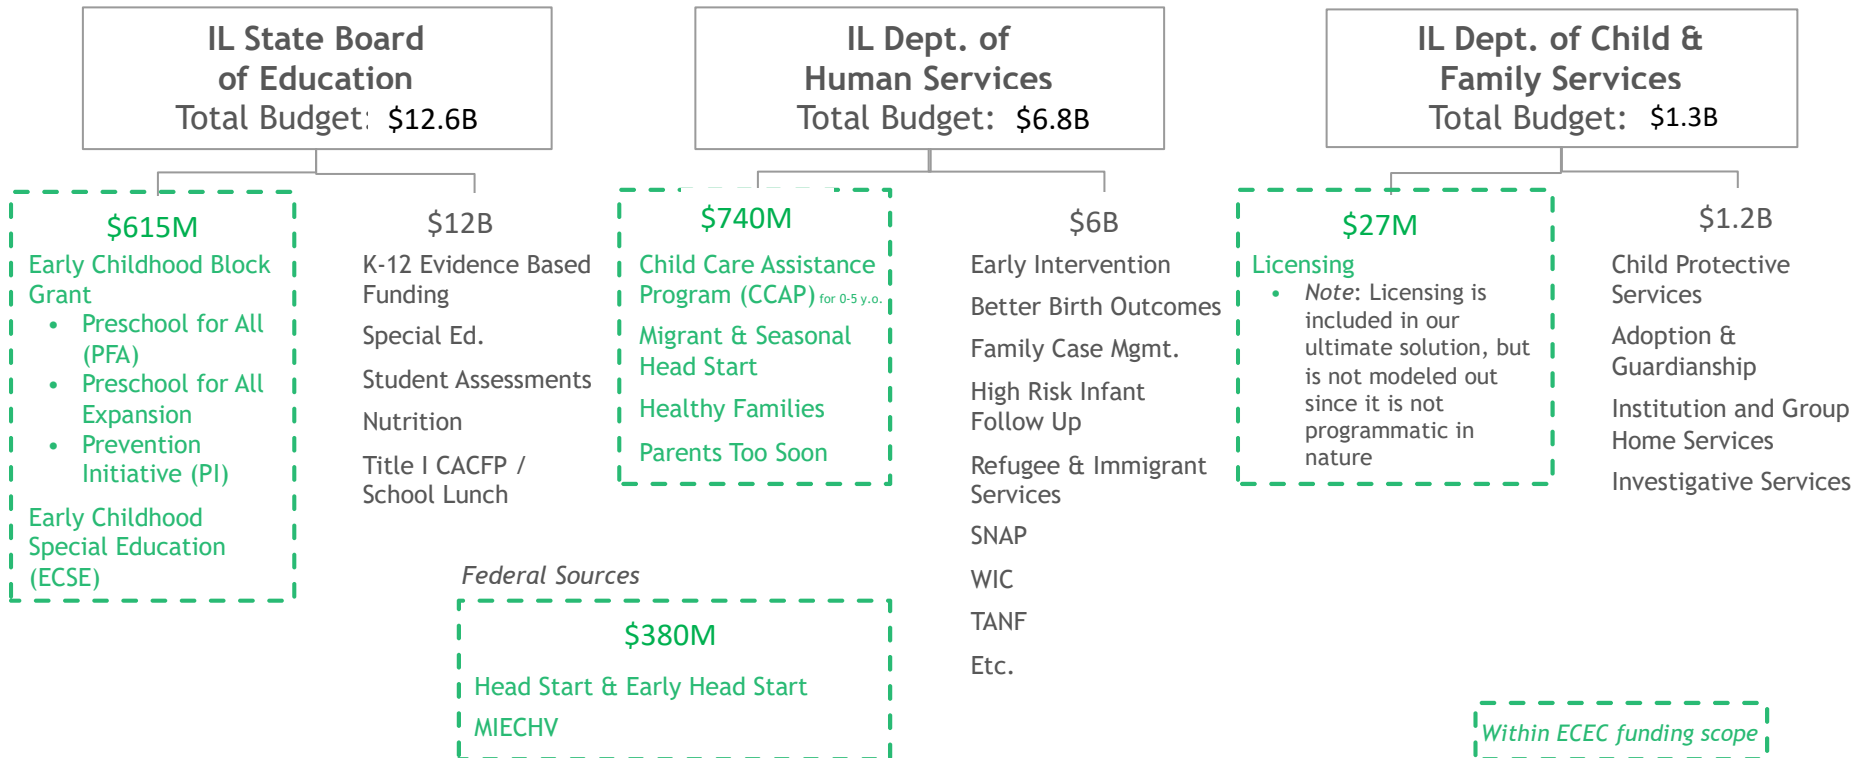 IL State Board
of Education
Total Budget: $12.6B
$615M
Early Childhood Block
Grant
• Preschool for All
(PFA)
• Preschool for All
Expansion
• Prevention
Initiative (PI)
Early Childhood
Special Education
(ECSE)
$12B
K-12 Evidence Based
Funding
Special Ed.
Student Assessments
Nutrition
Title I CACFP /
School Lunch
IL Dept. of
Human Services
Total Budget: $6.8B
$740M
Child Care Assistance
Program (CCAP) for 0-5 y.o.
Migrant & Seasonal
Head Start
Healthy Families
Parents Too Soon
$6B
Early Intervention
Better Birth Outcomes
Family Case Mgmt.
High Risk Infant
Follow Up
Refugee & Immigrant
Services
SNAP
WIC
TANF
Etc.
IL Dept. of Child &
Family Services
Total Budget: $1.3B
$27M
Licensing
• Note: Licensing is
included in our
ultimate solution, but
is not modeled out
since it is not
programmatic in
nature
$1.2B
Child Protective
Services
Adoption &
Guardianship
Institution and Group
Home Services
Investigative Services
Federal Sources
$380M
Head Start & Early Head Start
MIECHV
Within ECEC funding scope